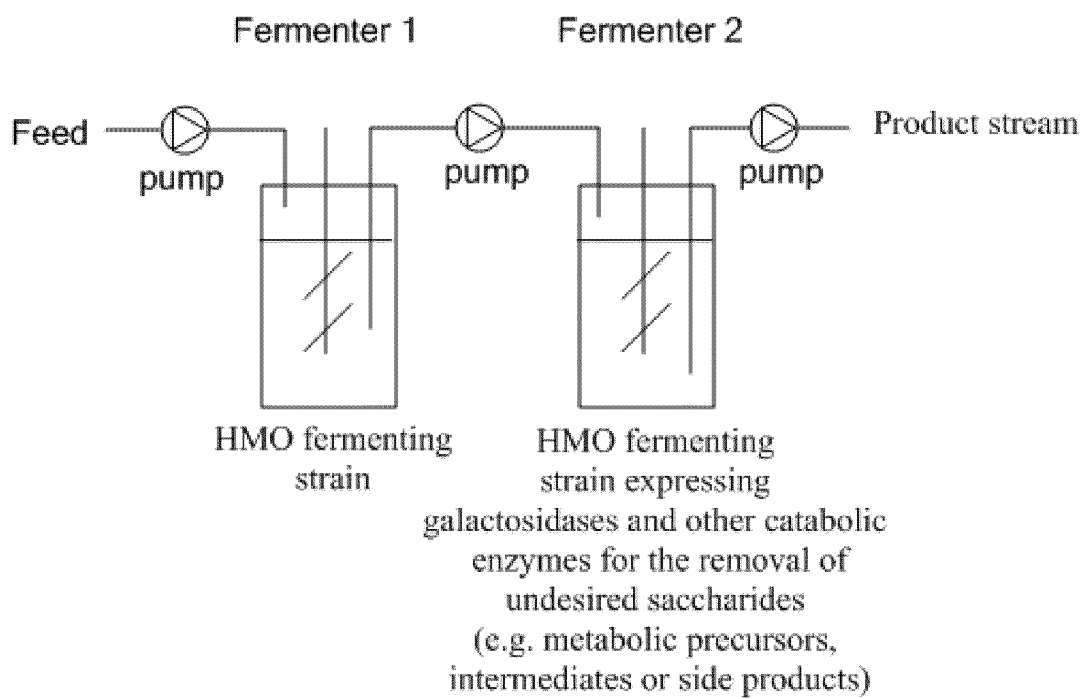 Fermenter 1
Fermenter 2
Feed
pump
pump
pump
Product stream
HMO fermenting
strain
HMO fermenting
strain expressing
galactosidases and other catabolic
enzymes for the removal of
undesired saccharides
(e.g. metabolic precursors,
intermediates or side products)